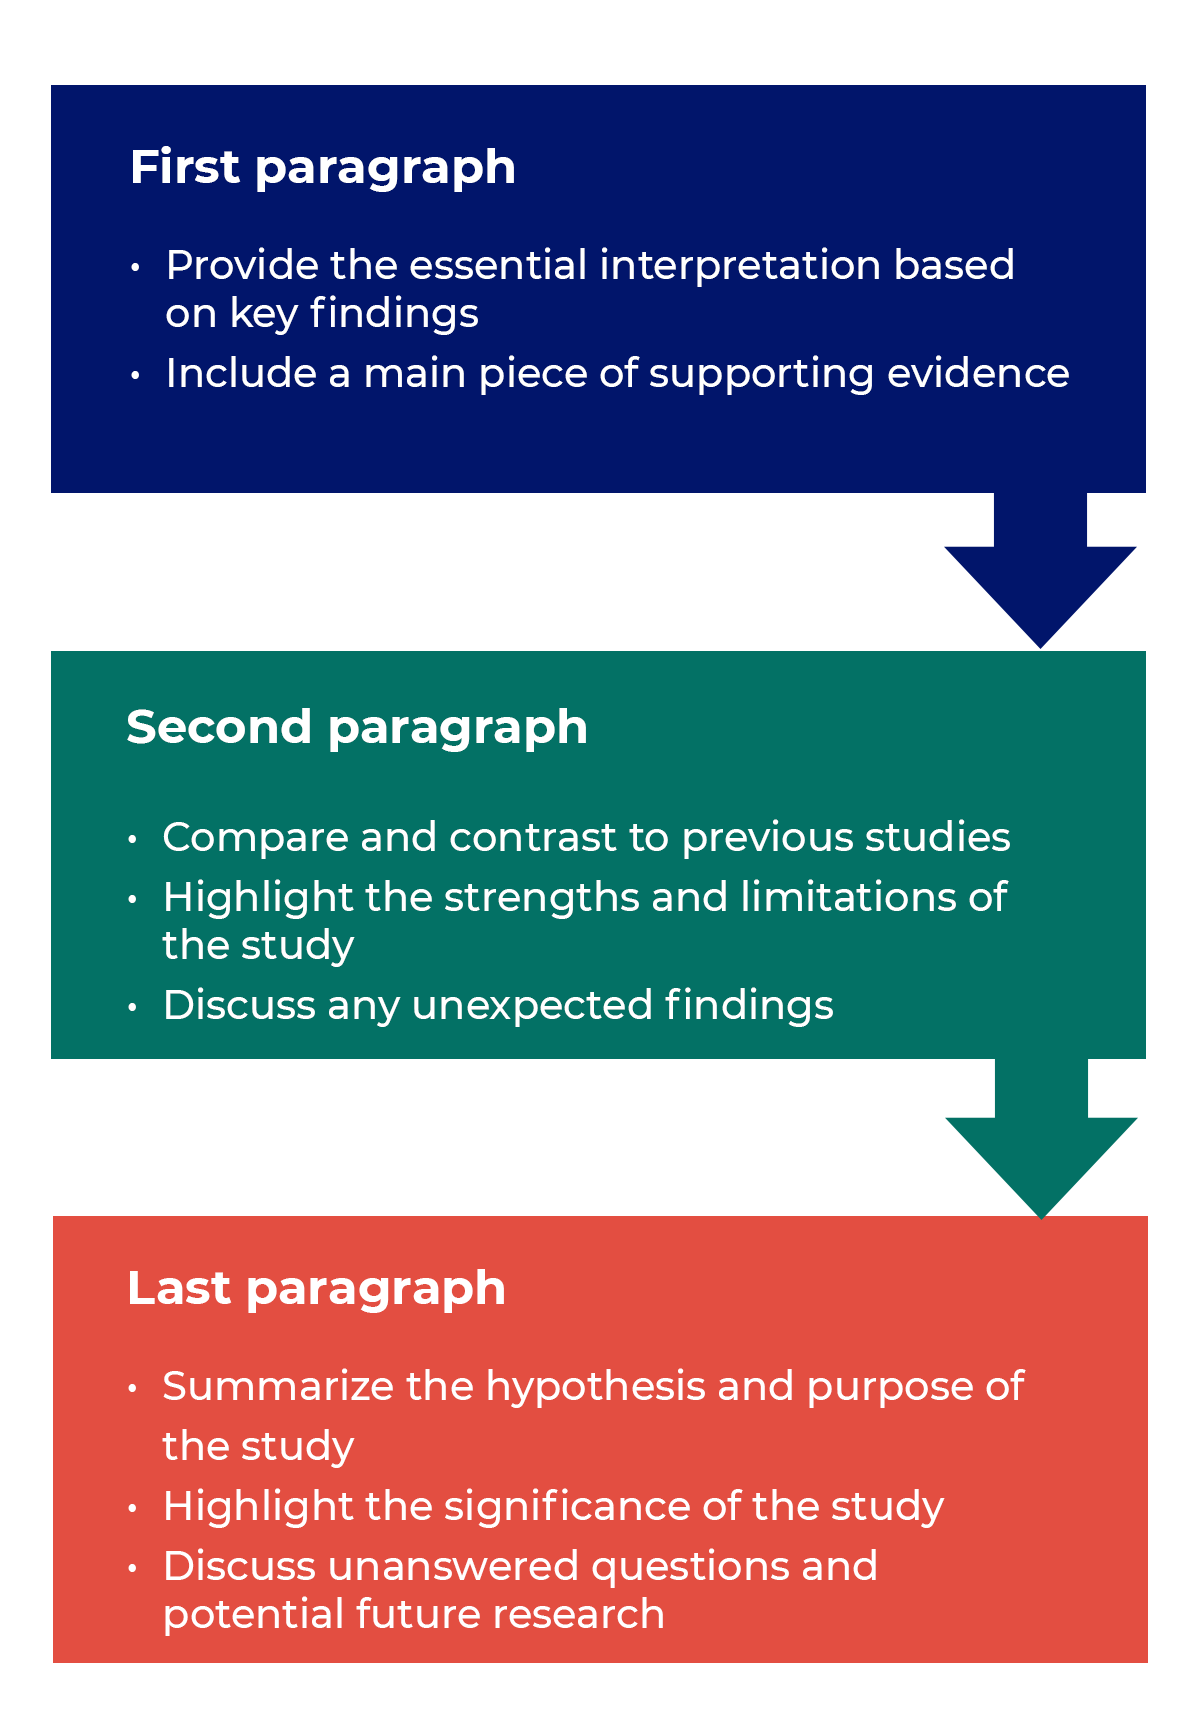 First paragraph
• Provide the essential interpretation based
on key findings
• Include a main piece of supporting evidence
Second paragraph
• Compare and contrast to previous studies
• Highlight the strengths and limitations of
the study
• Discuss any unexpected findings
Last paragraph
• Summarize the hypothesis and purpose of
the study
• Highlight the significance of the study
• Discuss unanswered questions and
potential future research